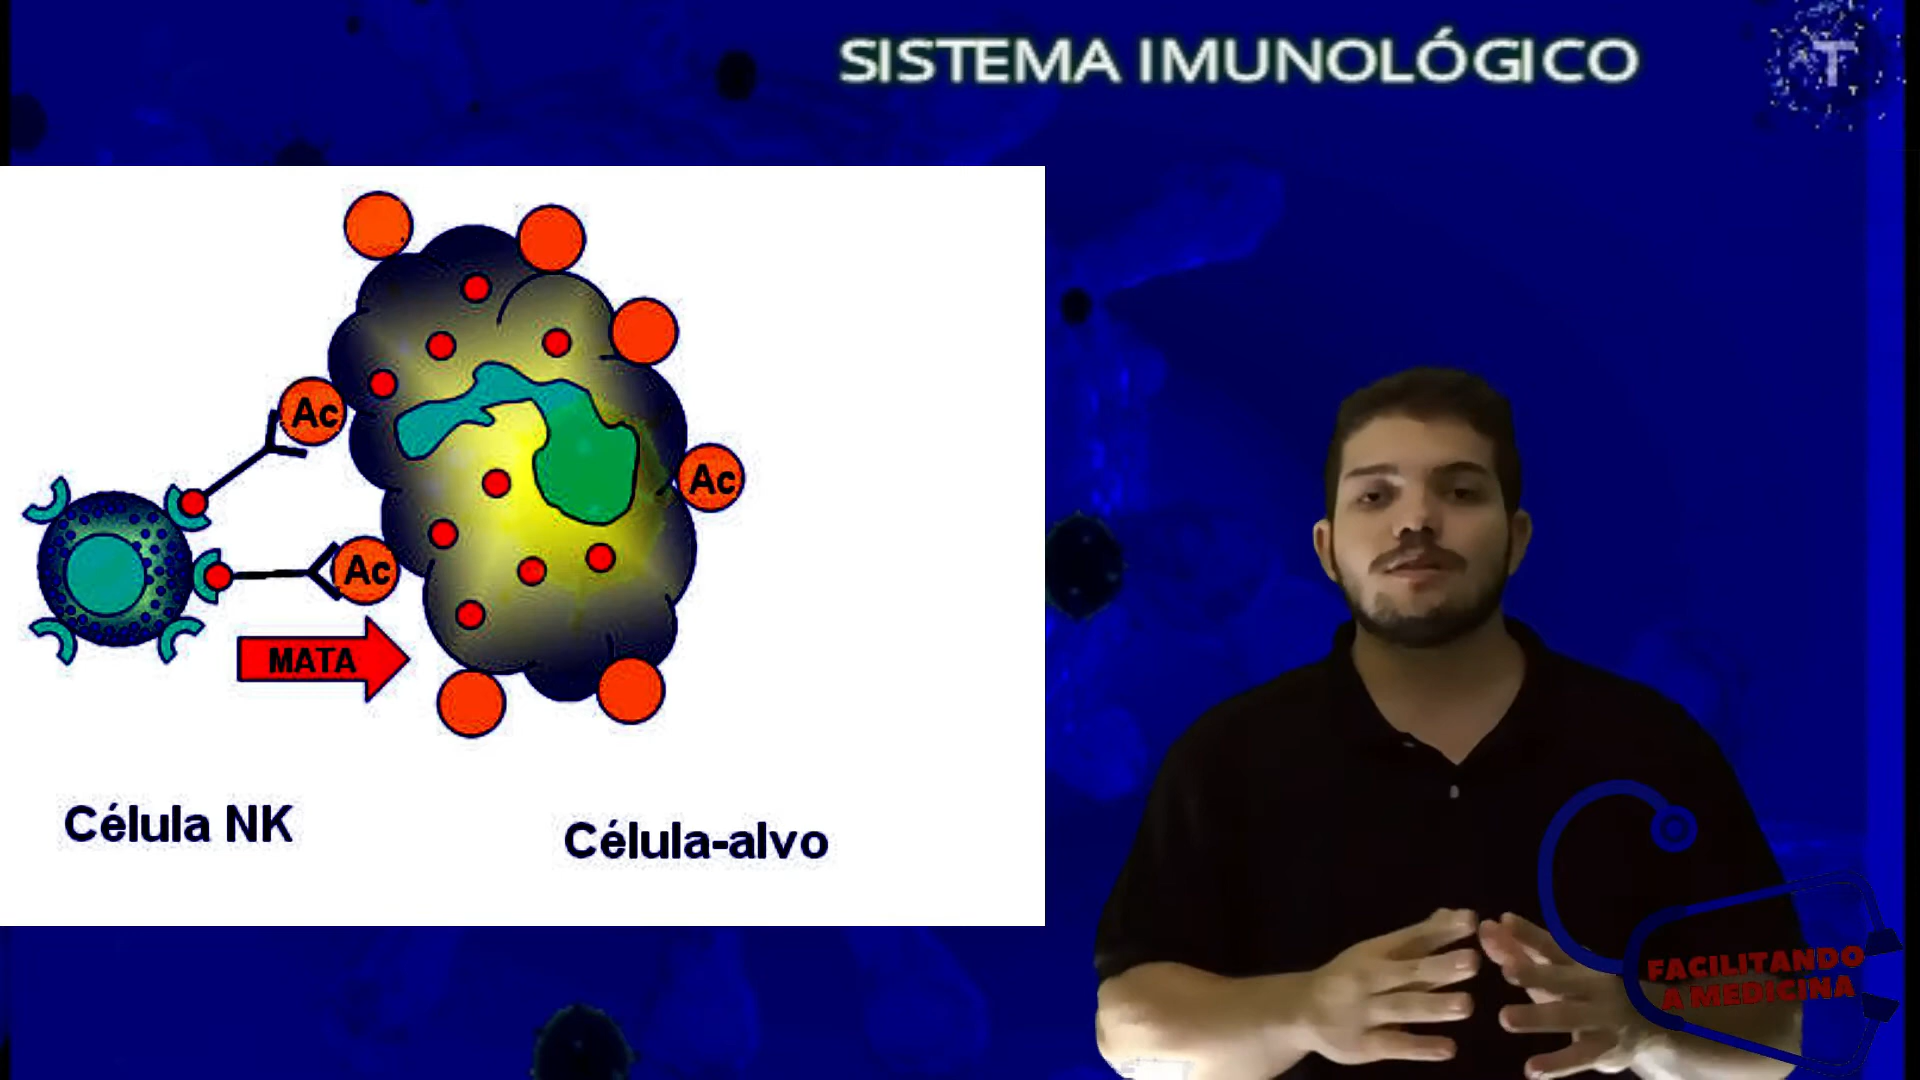 SISTEMA IMUNOLÓGICO
T
Ac
Ac
Ac
MATA
Célula NK
Célula-alvo
FACILITANDO
A MEDICINA